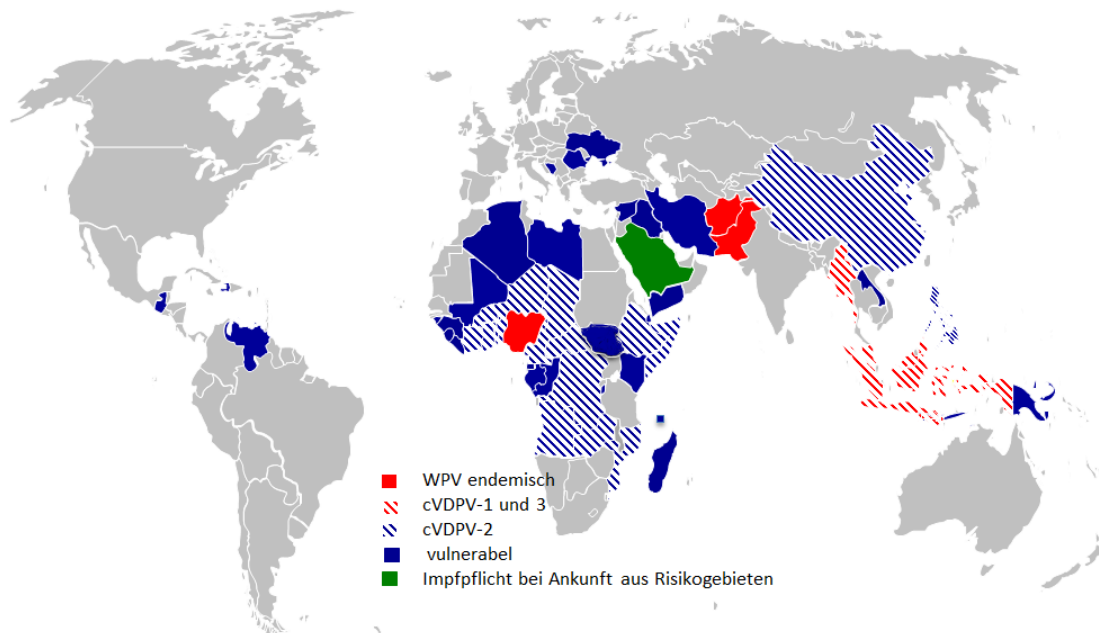 WPV endemisch
cVDPV-1 und 3
cVDPV-2
vulnerabel
Impfpflicht bei Ankunft aus Risikogebieten